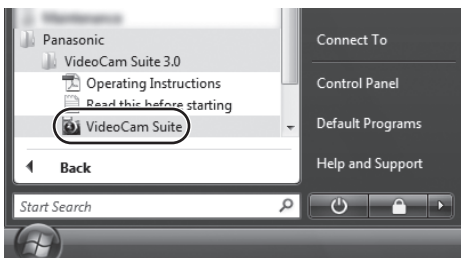 Maintenance
Panasonic
VideoCam Suite 3.0
Operating Instructions
Read this before starting
VideoCam Suite
Back
Start Search
Connect To
Control Panel
Default Programs
Help and Support